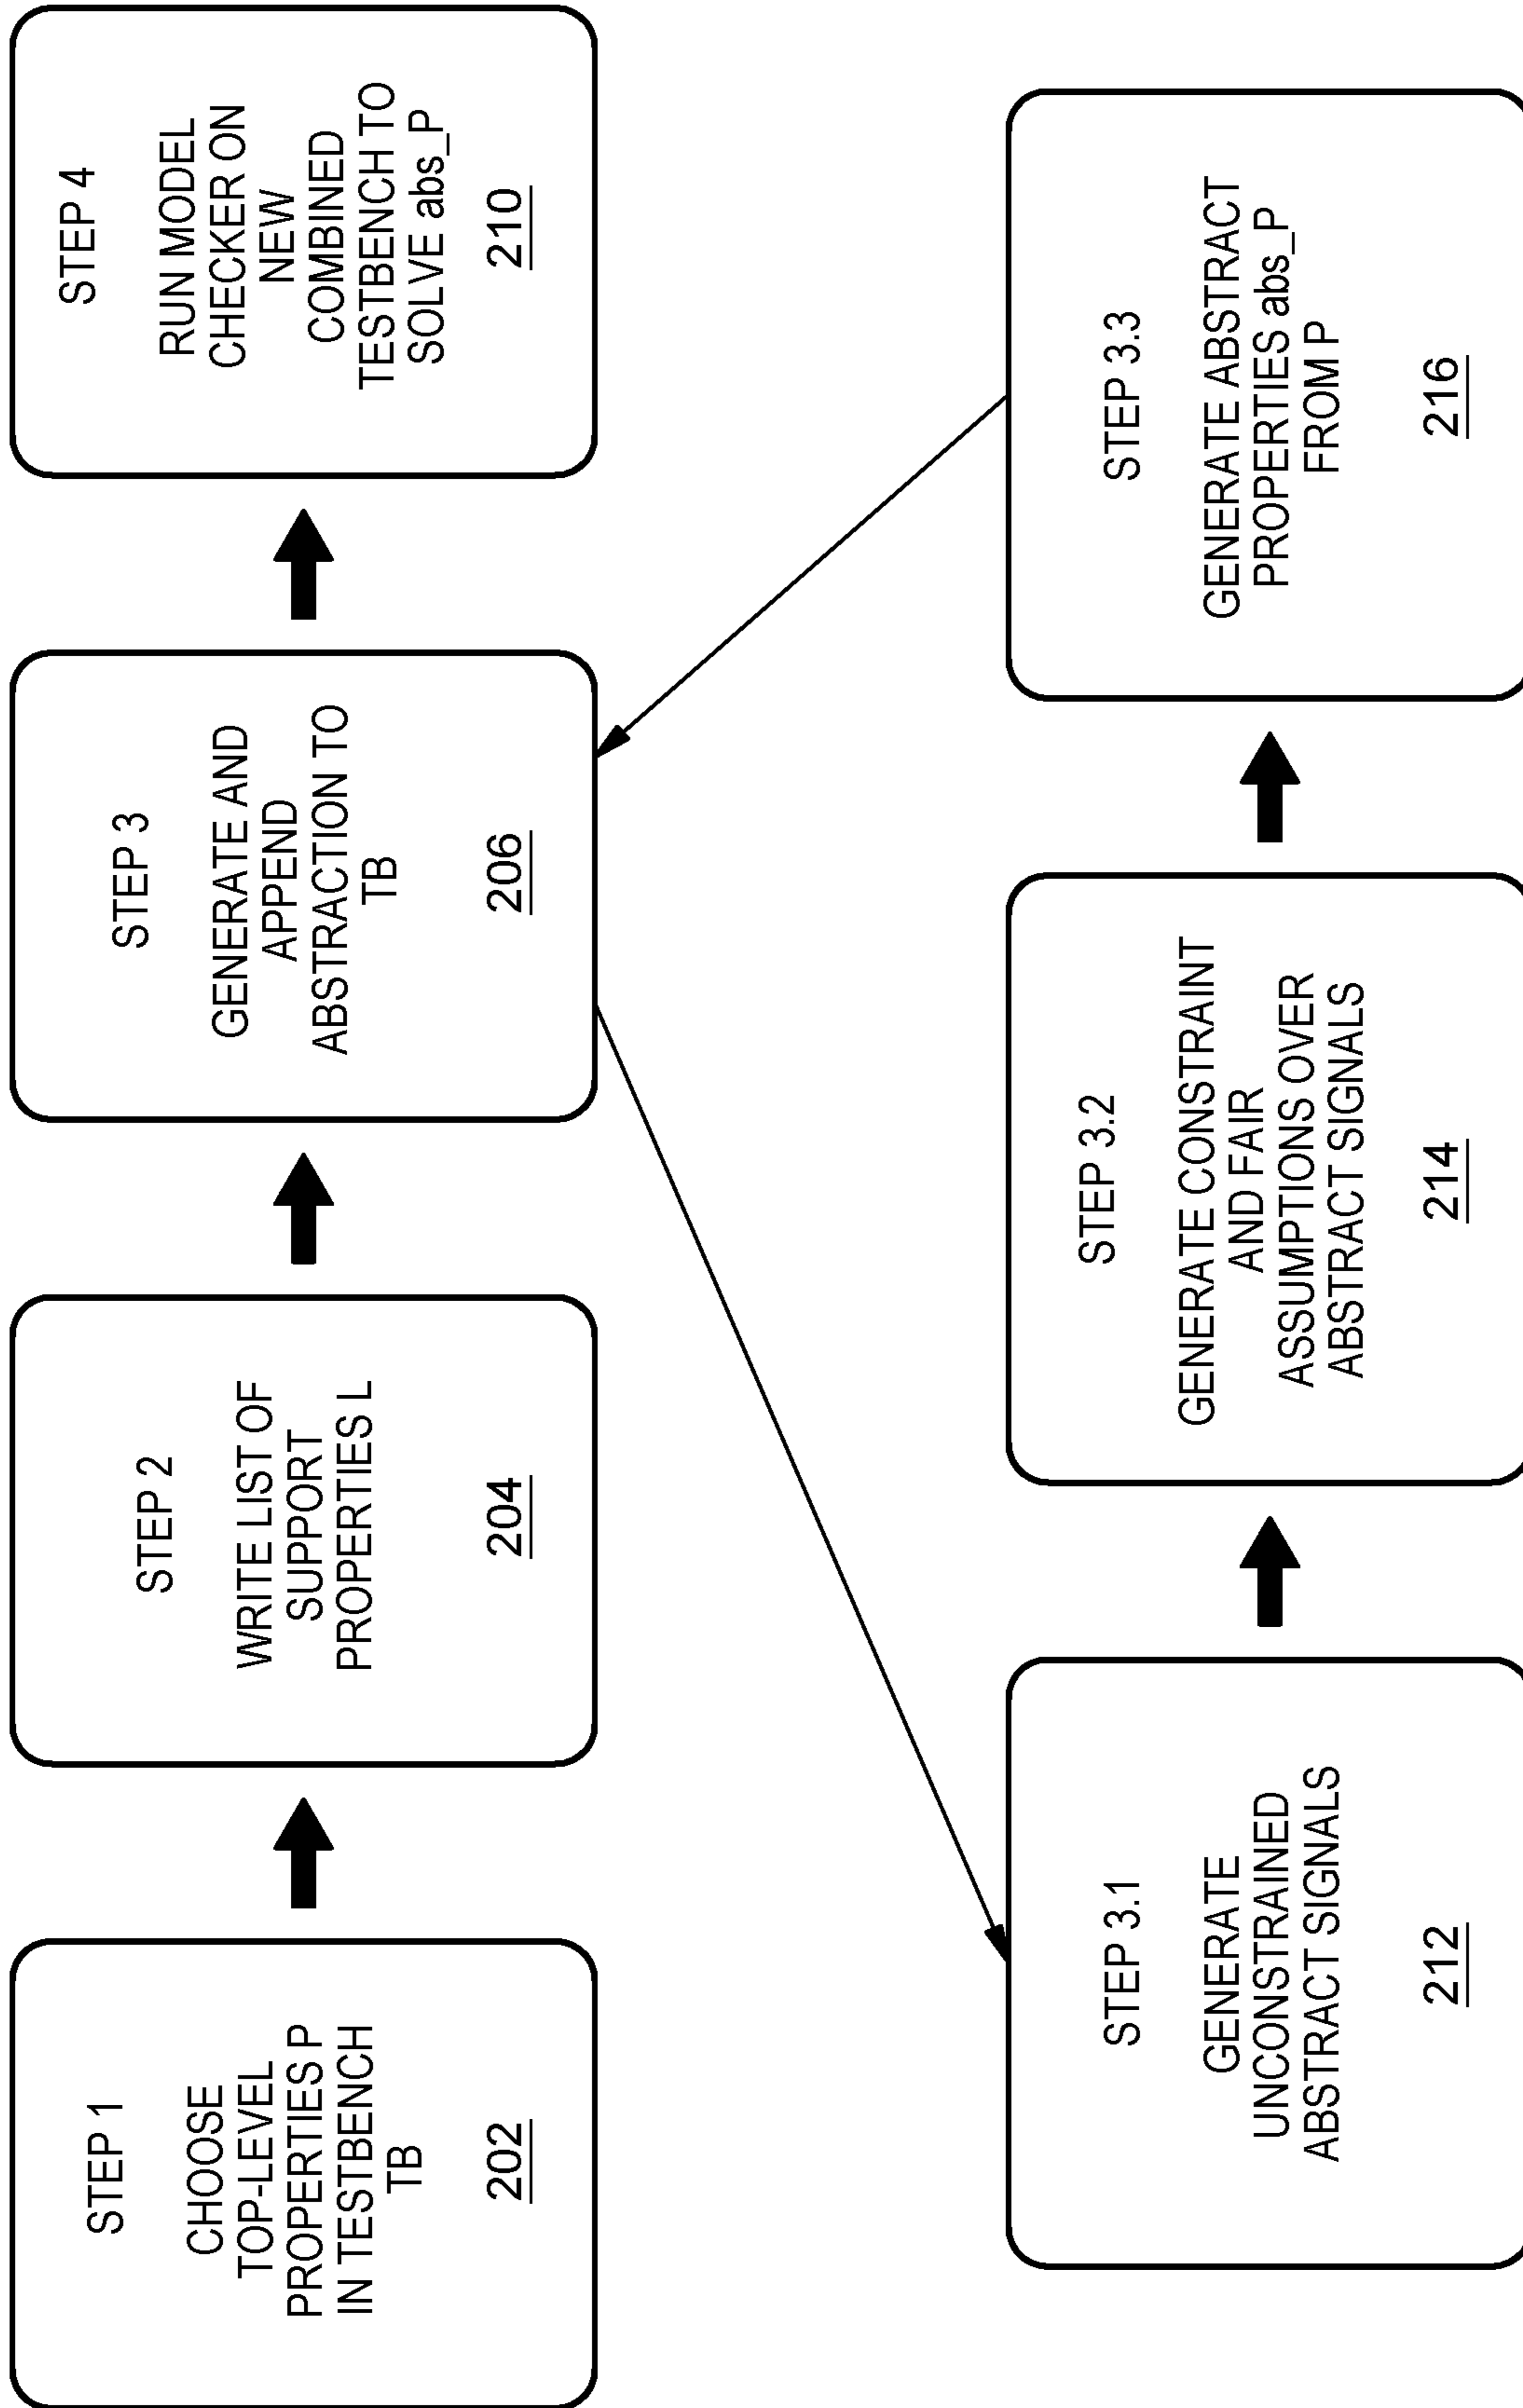 STEP 1
CHOOSE
TOP-LEVEL
PROPERTIES P
IN TESTBENCH
TB
202
STEP 2
WRITE LIST OF
SUPPORT
PROPERTIES L
204
STEP 3
GENERATE AND
APPEND
ABSTRACTION TO
TB
206
STEP 4
RUN MODEL
CHECKER ON
NEW
COMBINED
TESTBENCH TO
SOLVE abs_P
210
STEP 3.1
GENERATE
UNCONSTRAINED
ABSTRACT SIGNALS
212
STEP 3.2
GENERATE CONSTRAINT
AND FAIR
ASSUMPTIONS OVER
ABSTRACT SIGNALS
214
STEP 3.3
GENERATE ABSTRACT
PROPERTIES abs_P
FROM P
216